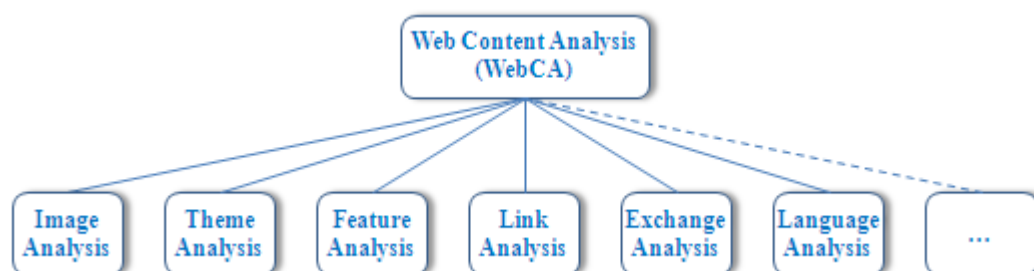 Web Content Analysis
(WebCA)
Image
Analysis
Theme
Analysis
Feature
Analysis
Link
Analysis
Exchange
Analysis
Language
Analysis
...